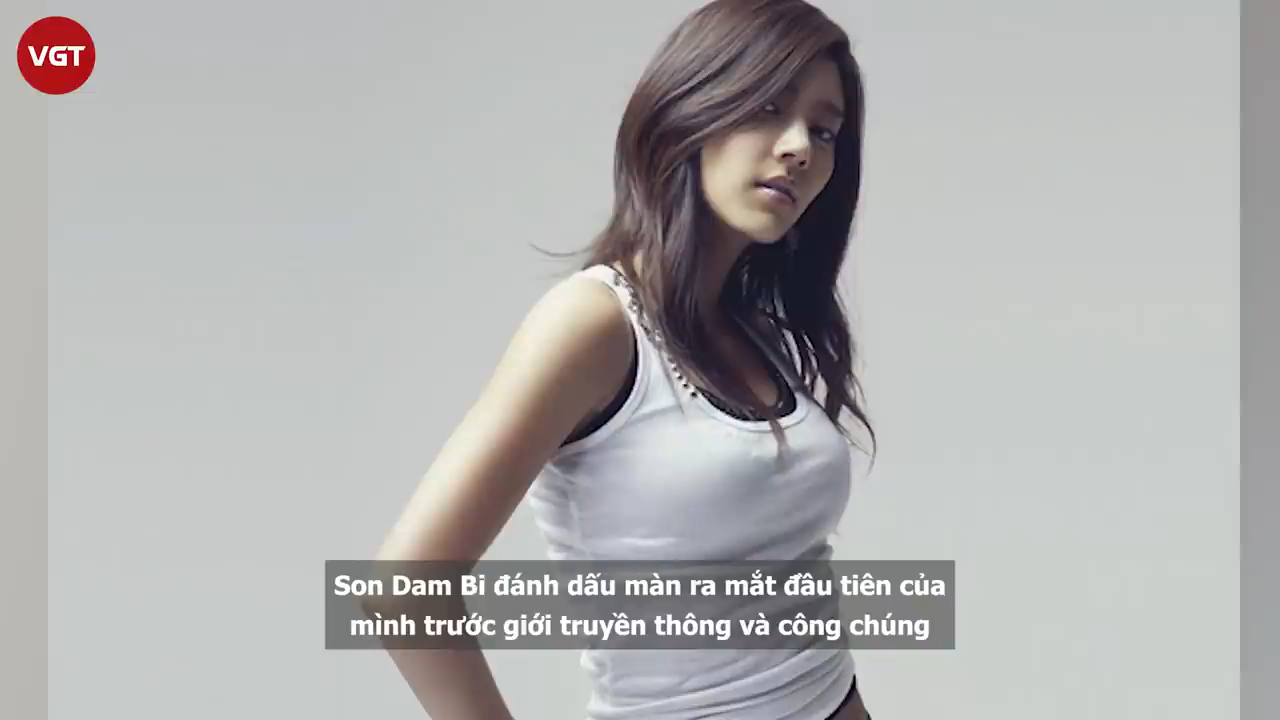 VGT
Son Dam Bi đánh dấu màn ra mắt đầu tiên của
mình trước giới truyền thông và công chúng